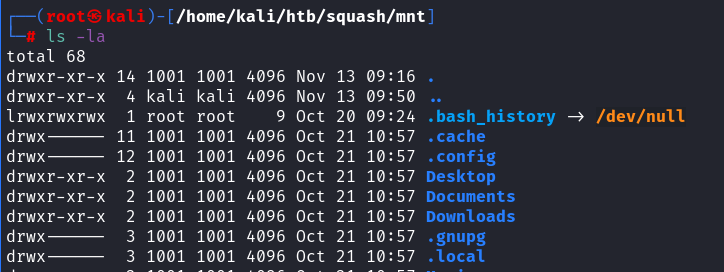 ┌──(root㉿kali)-[/home/kali/htb/squash/mnt]
└─# ls -la
total 68
drwxr-xr-x 14 1001 1001 4096 Nov 13 09:16 .
drwxr-xr-x  4 kali kali 4096 Nov 13 09:50 ..
lrwxrwxrwx  1 root root    9 Oct 20 09:24 .bash_history -> /dev/null
drwx------ 11 1001 1001 4096 Oct 21 10:57 .cache
drwx------ 12 1001 1001 4096 Oct 21 10:57 .config
drwxr-xr-x  2 1001 1001 4096 Oct 21 10:57 Desktop
drwxr-xr-x  2 1001 1001 4096 Oct 21 10:57 Documents
drwxr-xr-x  2 1001 1001 4096 Oct 21 10:57 Downloads
drwx------  3 1001 1001 4096 Oct 21 10:57 .gnupg
drwx------  3 1001 1001 4096 Oct 21 10:57 .local